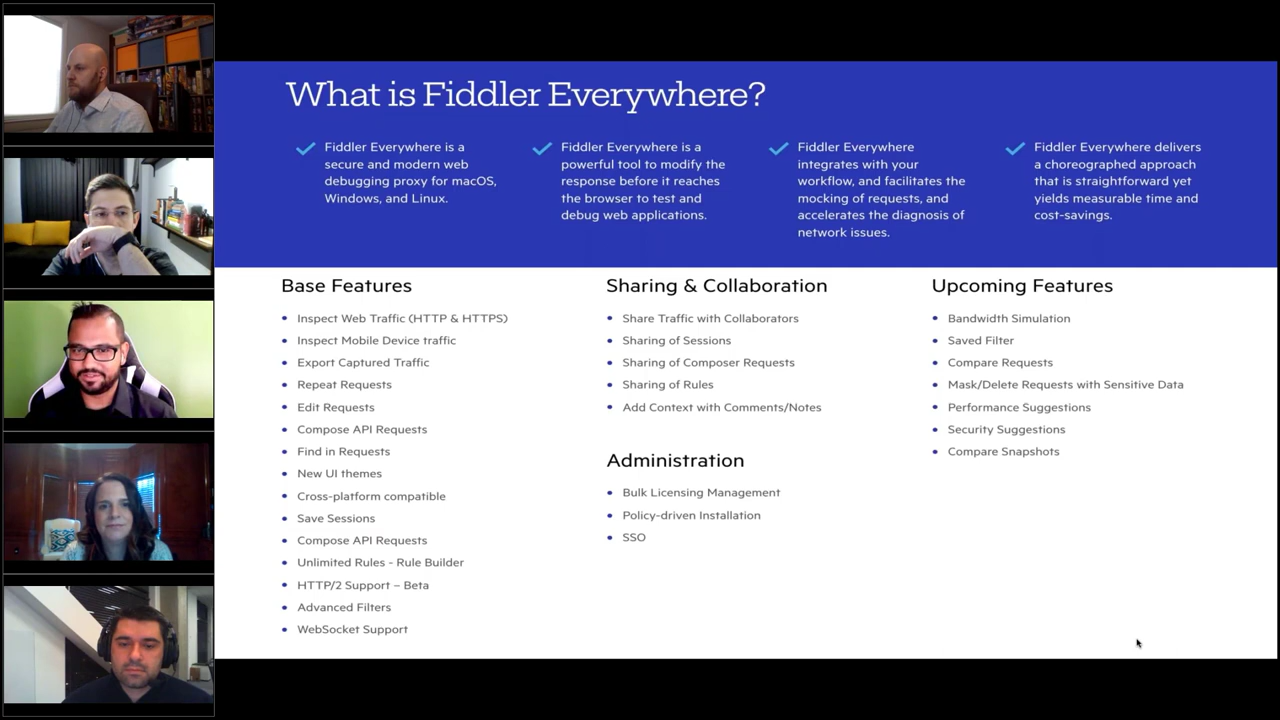 What is Fiddler Everywhere?
Fiddler Everywhere is a
secure and modern web
debugging proxy for macOS,
Windows, and Linux.
Fiddler Everywhere is a
powerful tool to modify the
response before it reaches
the browser to test and
debug web applications.
Fiddler Everywhere
integrates with your
workflow, and facilitates the
mocking of requests, and
accelerates the diagnosis of
network issues.
Fiddler Everywhere delivers
a choreographed approach
that is straightforward yet
yields measurable time and
cost-savings.
Base Features
Inspect Web Traffic (HTTP & HTTPS)
Inspect Mobile Device traffic
Export Captured Traffic
Repeat Requests
Edit Requests
Compose API Requests
Find in Requests
New UI themes
Cross-platform compatible
Save Sessions
Compose API Requests
Unlimited Rules - Rule Builder
HTTP/2 Support – Beta
Advanced Filters
WebSocket Support
Sharing & Collaboration
Share Traffic with Collaborators
Sharing of Sessions
Sharing of Composer Requests
Sharing of Rules
Add Context with Comments/Notes
Administration
Bulk Licensing Management
Policy-driven Installation
SSO
Upcoming Features
Bandwidth Simulation
Saved Filter
Compare Requests
Mask/Delete Requests with Sensitive Data
Performance Suggestions
Security Suggestions
Compare Snapshots